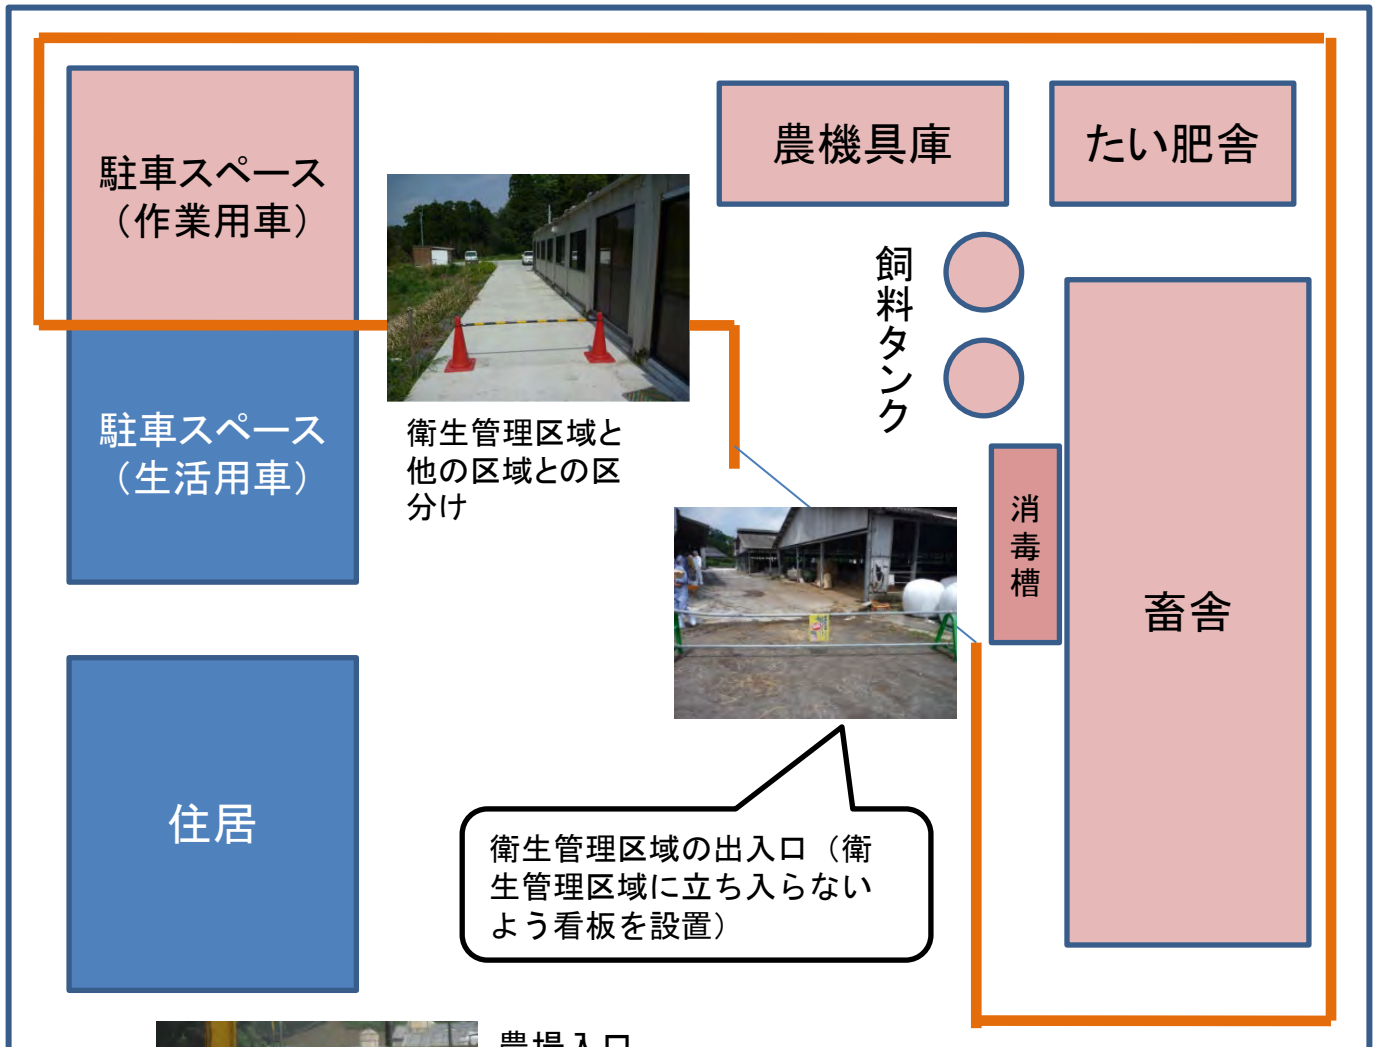 駐車スペース
（作業用車）
農機具庫
たい肥舎
飼料タンク
駐車スペース
（生活用車）
衛生管理区域と
他の区域との区
分け
消毒槽
畜舎
住居
衛生管理区域の出入口（衛
生管理区域に立ち入らない
よう看板を設置）
農場入口